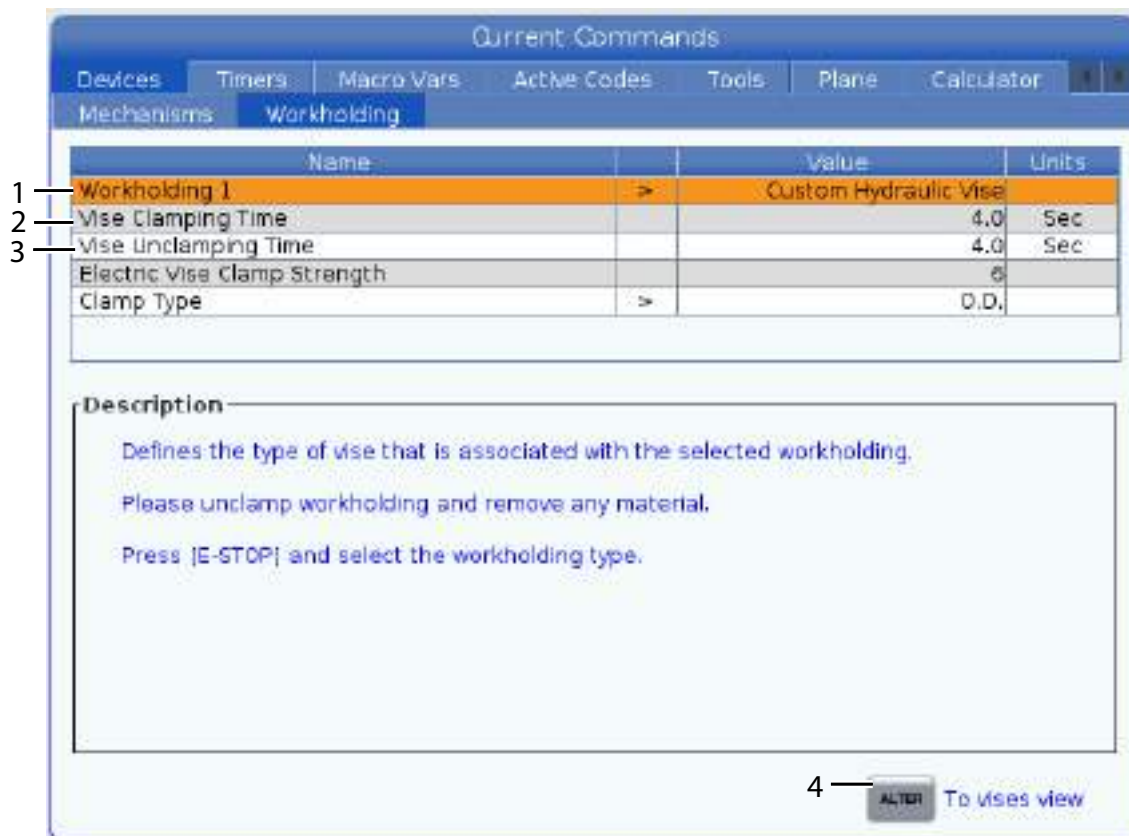 Current Commands
Devices Timers Macro Vars Active Codes Tools Plane Calculator
Mechanisms Workholding
Name Value Units
1 Workholding 1 > Custom Hydraulic Vise
2 Vise Clamping Time 4.0 Sec
3 Vise Unclamping Time 4.0 Sec
Electric Vise Clamp Strength 6
Clamp Type > O.D.
Description
Defines the type of vise that is associated with the selected workholding.
Please unclamp workholding and remove any material.
Press [E-STOP] and select the workholding type.
4 ALTER To vises view